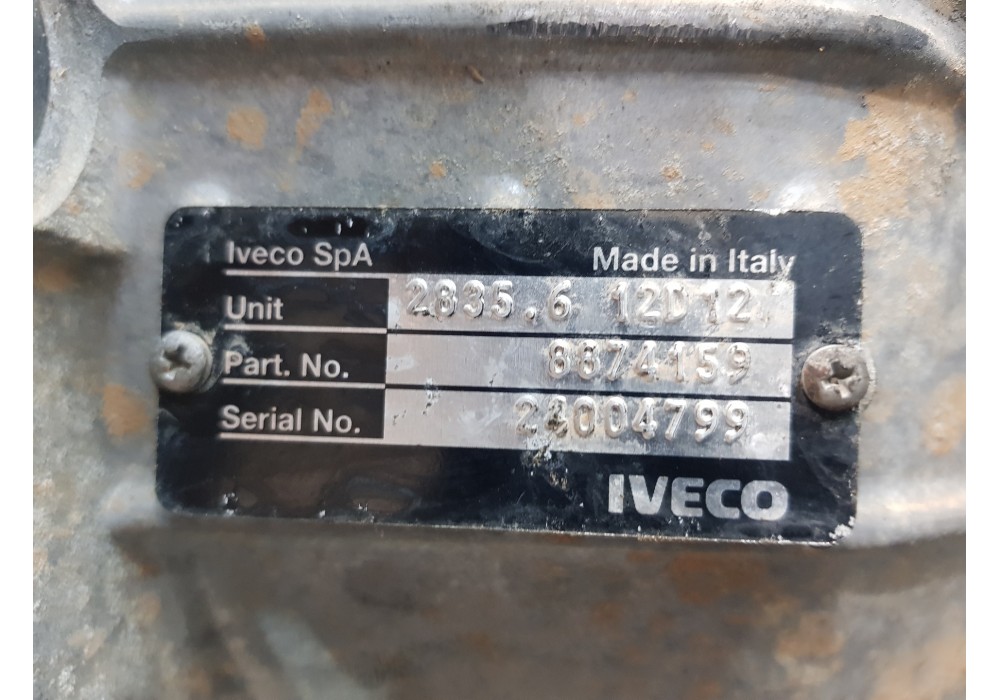 Iveco SpA Made in Italy
Unit 2835.6 12D12
Part. No. 8874159
Serial No. 24004799
IVECO